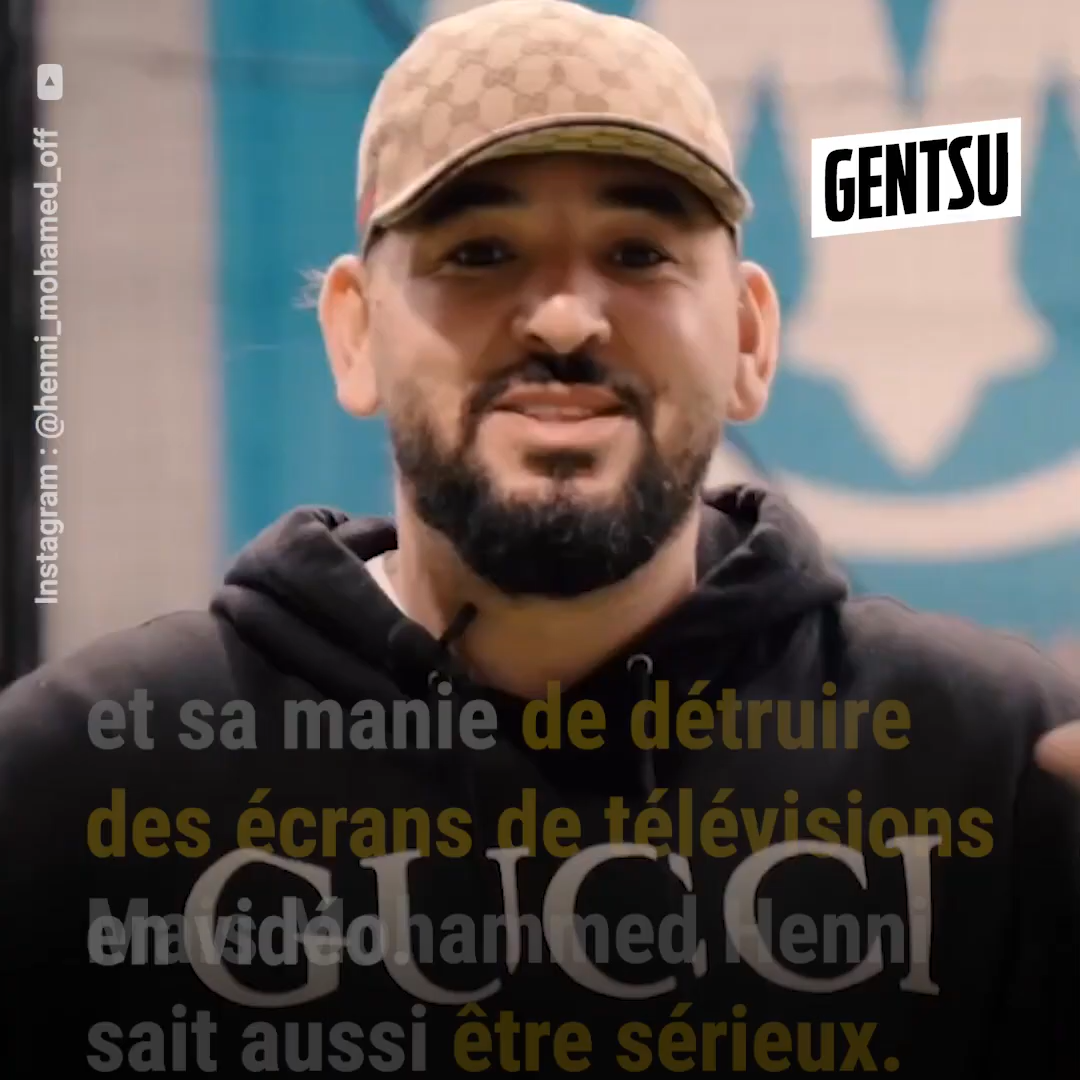 Instagram : @henni_mohamed_off
GENTSU
et sa manie de détruire
des écrans de télévisions
en vidéo.
Mais Mohammed Henni
sait aussi être sérieux.
GUCCI